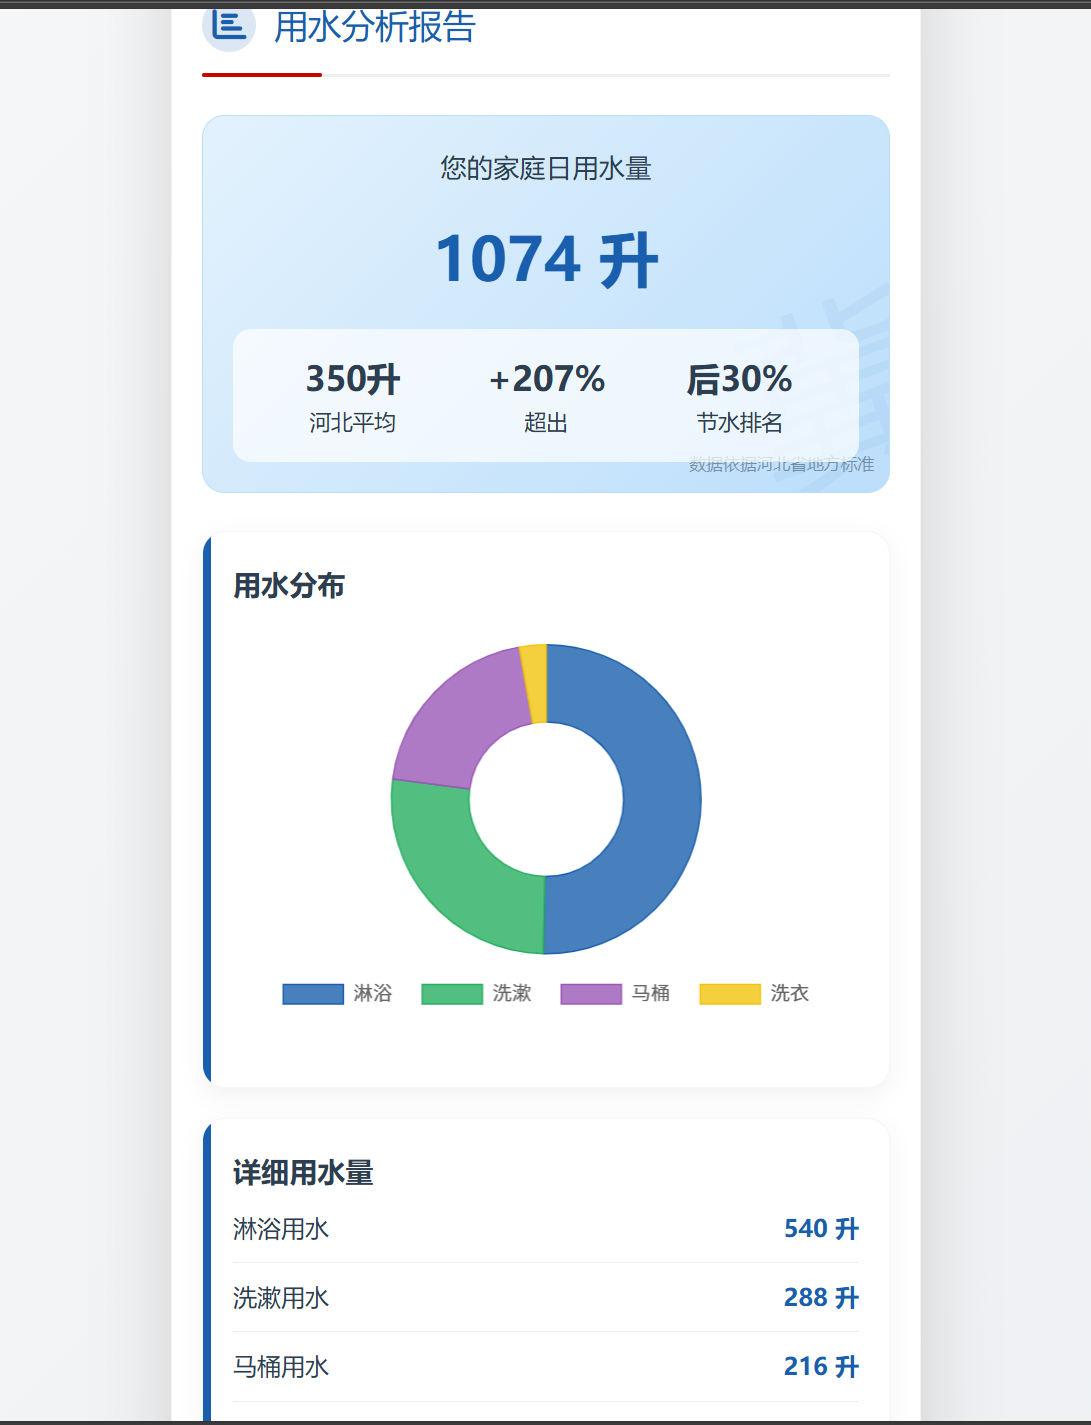 用水分析报告
您的家庭日用水量
1074 升
350升 +207% 后30%
河北平均 超出 节水排名
数据依据河北省地方标准
用水分布
淋浴 洗漱 马桶 洗衣
详细用水量
淋浴用水 540 升
洗漱用水 288 升
马桶用水 216 升